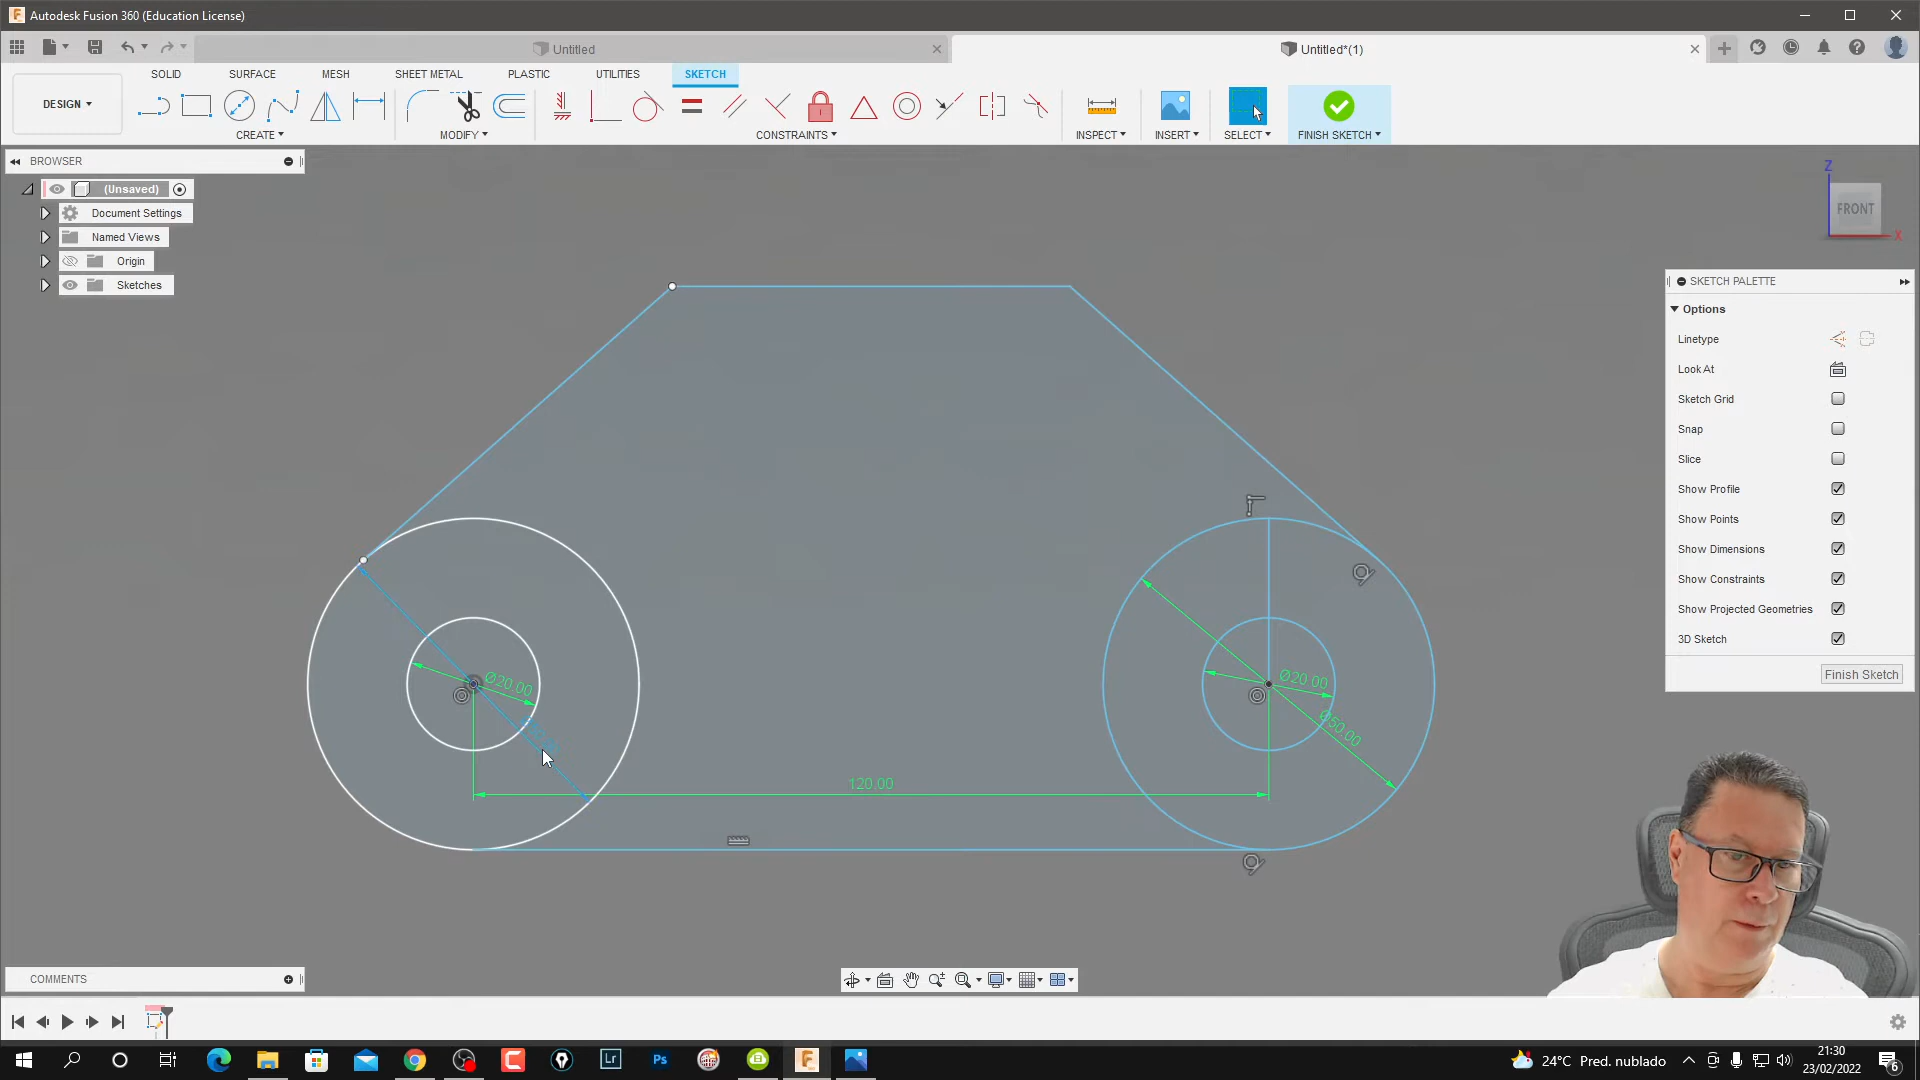 Autodesk Fusion 360 (Education License)
Untitled
Untitled*(1)
SOLID
SURFACE
MESH
SHEET METAL
PLASTIC
UTILITIES
SKETCH
DESIGN
CREATE
MODIFY
CONSTRAINTS
INSPECT
INSERT
SELECT
FINISH SKETCH
BROWSER
(Unsaved)
Document Settings
Named Views
Origin
Sketches
Z
FRONT
X
SKETCH PALETTE
Options
Linetype
Look At
Sketch Grid
Snap
Slice
Show Profile
Show Points
Show Dimensions
Show Constraints
Show Projected Geometries
3D Sketch
Finish Sketch
Ø20.00
Ø20.00
Ø50.00
120.00
COMMENTS
Lr
Ps
F
24°C Pred. nublado
21:30
23/02/2022
6